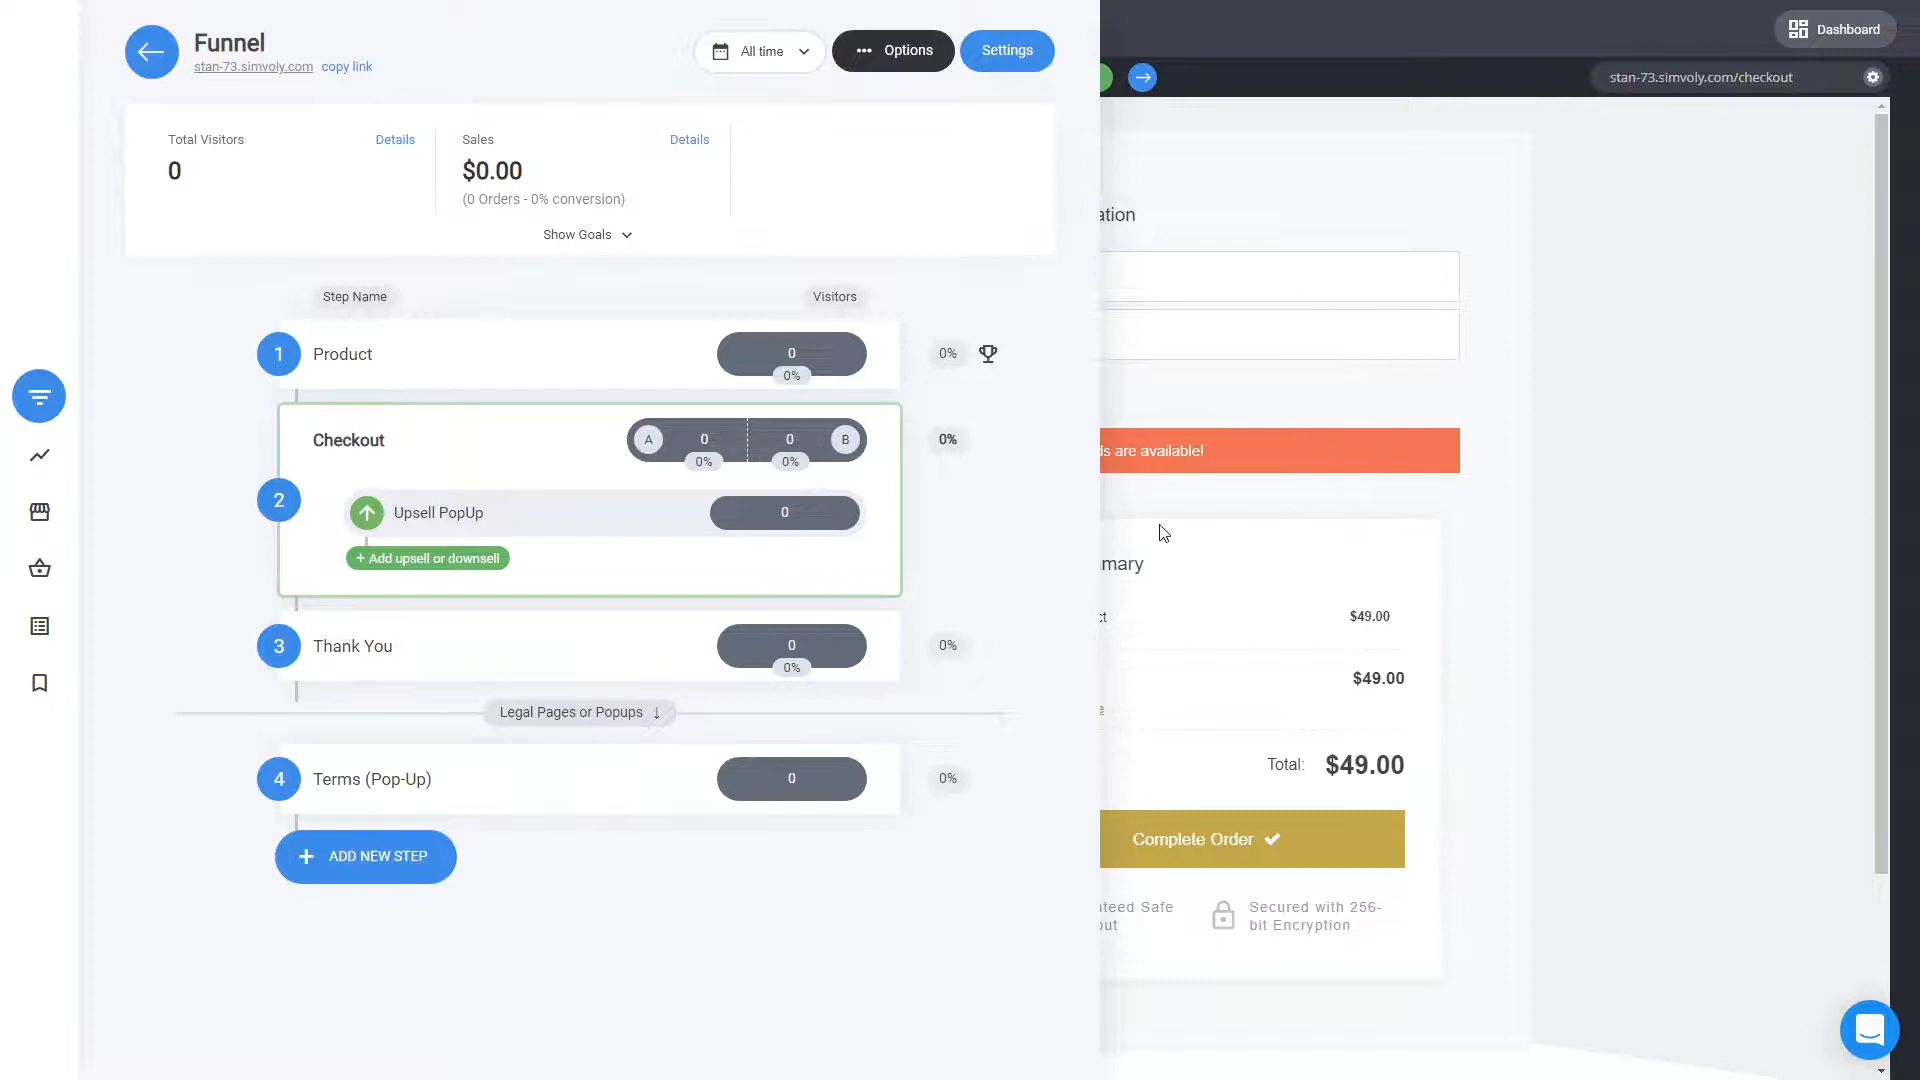 Funnel
stan-73.simvoly.com copy link
All time
Options
Settings
Dashboard
stan-73.simvoly.com/checkout
Total Visitors Details
0
Sales Details
$0.00
(0 Orders - 0% conversion)
Show Goals
Step Name Visitors
1 Product 0 0% 0%
2 Checkout A 0 0% 0 0% B 0%
Upsell PopUp 0
+ Add upsell or downsell
3 Thank You 0 0% 0%
Legal Pages or Popups ↓
4 Terms (Pop-Up) 0 0%
+ ADD NEW STEP
ation
ds are available!
mary
ct $49.00
$49.00
e
Total: $49.00
Complete Order
nteed Safe
out
Secured with 256-
bit Encryption